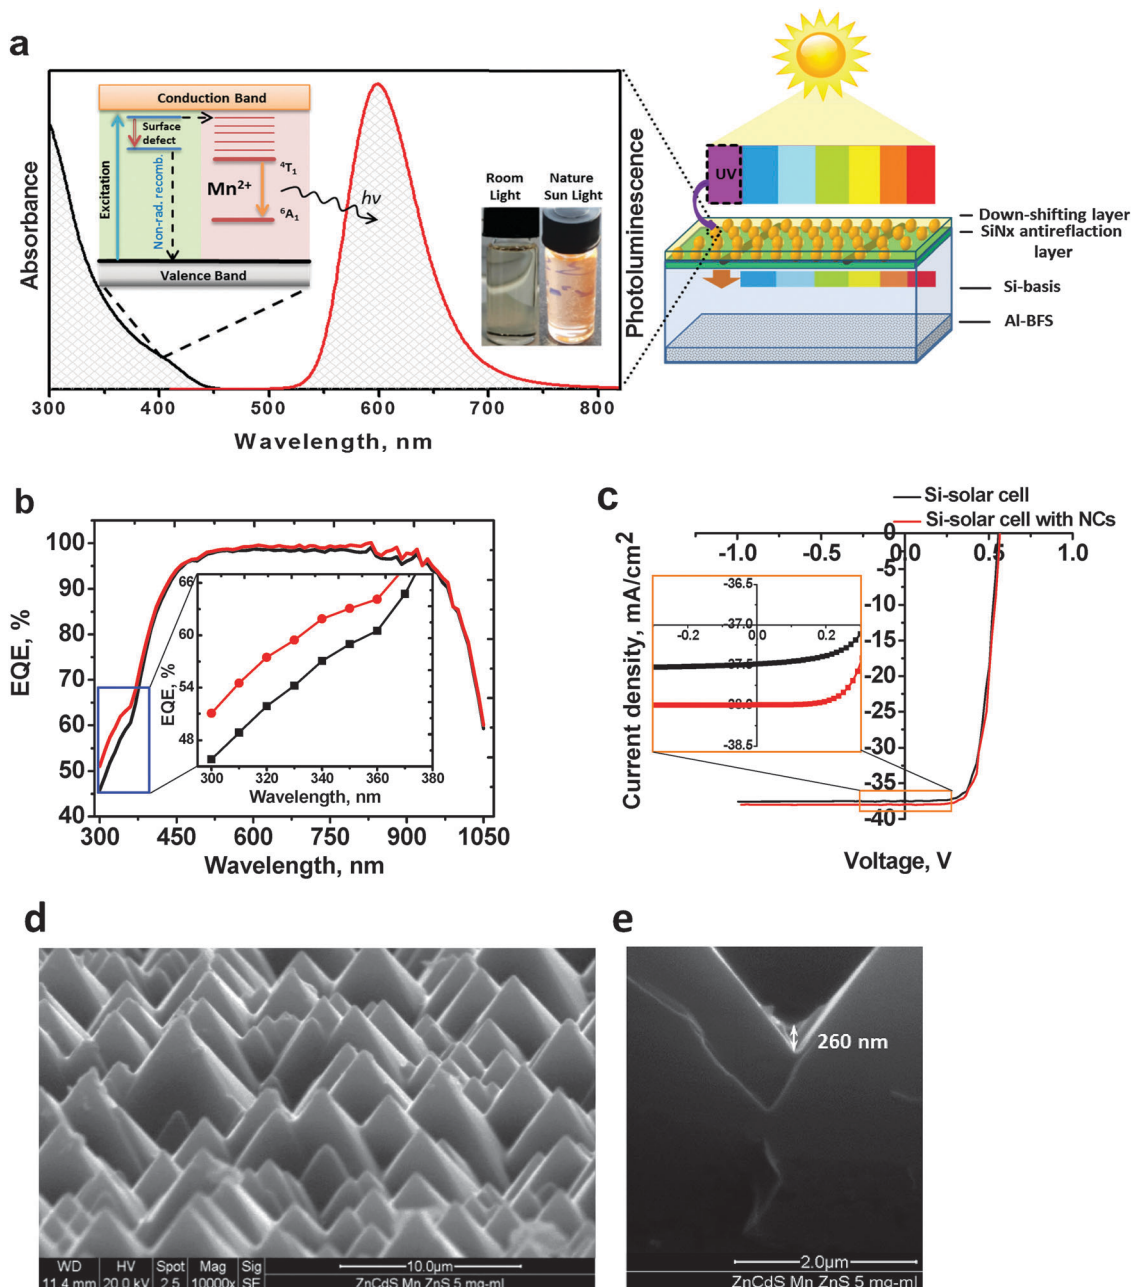 a
Absorbance
Photoluminescence
Conduction Band
Surface
defect
Excitation
Non-rad. recomb.
Mn²⁺
⁴T₁
⁶A₁
hν
Valence Band
Room
Light
Nature
Sun Light
300 400 500 600 700 800
Wavelength, nm
UV
Down-shifting layer
SiNx antireflaction
layer
Si-basis
Al-BFS
b
EQE, %
100
90
80
70
60
50
40
300 450 600 750 900 1050
Wavelength, nm
EQE, %
66
60
54
48
300 320 340 360 380
Wavelength, nm
c
Si-solar cell
Si-solar cell with NCs
Current density, mA/cm²
-1.0 -0.5 0.0 0.5 1.0
0
-5
-10
-15
-20
-25
-30
-35
-40
Voltage, V
-36.5
-37.0
-0.2 0.0 0.2
-37.5
-38.0
-38.5
d
WD HV Spot Mag Sig
11.4 mm 20.0 kV 2.5 10000x SE
10.0µm
ZnCdS Mn ZnS 5 mg-ml
e
260 nm
2.0µm
ZnCdS Mn ZnS 5 mg-ml